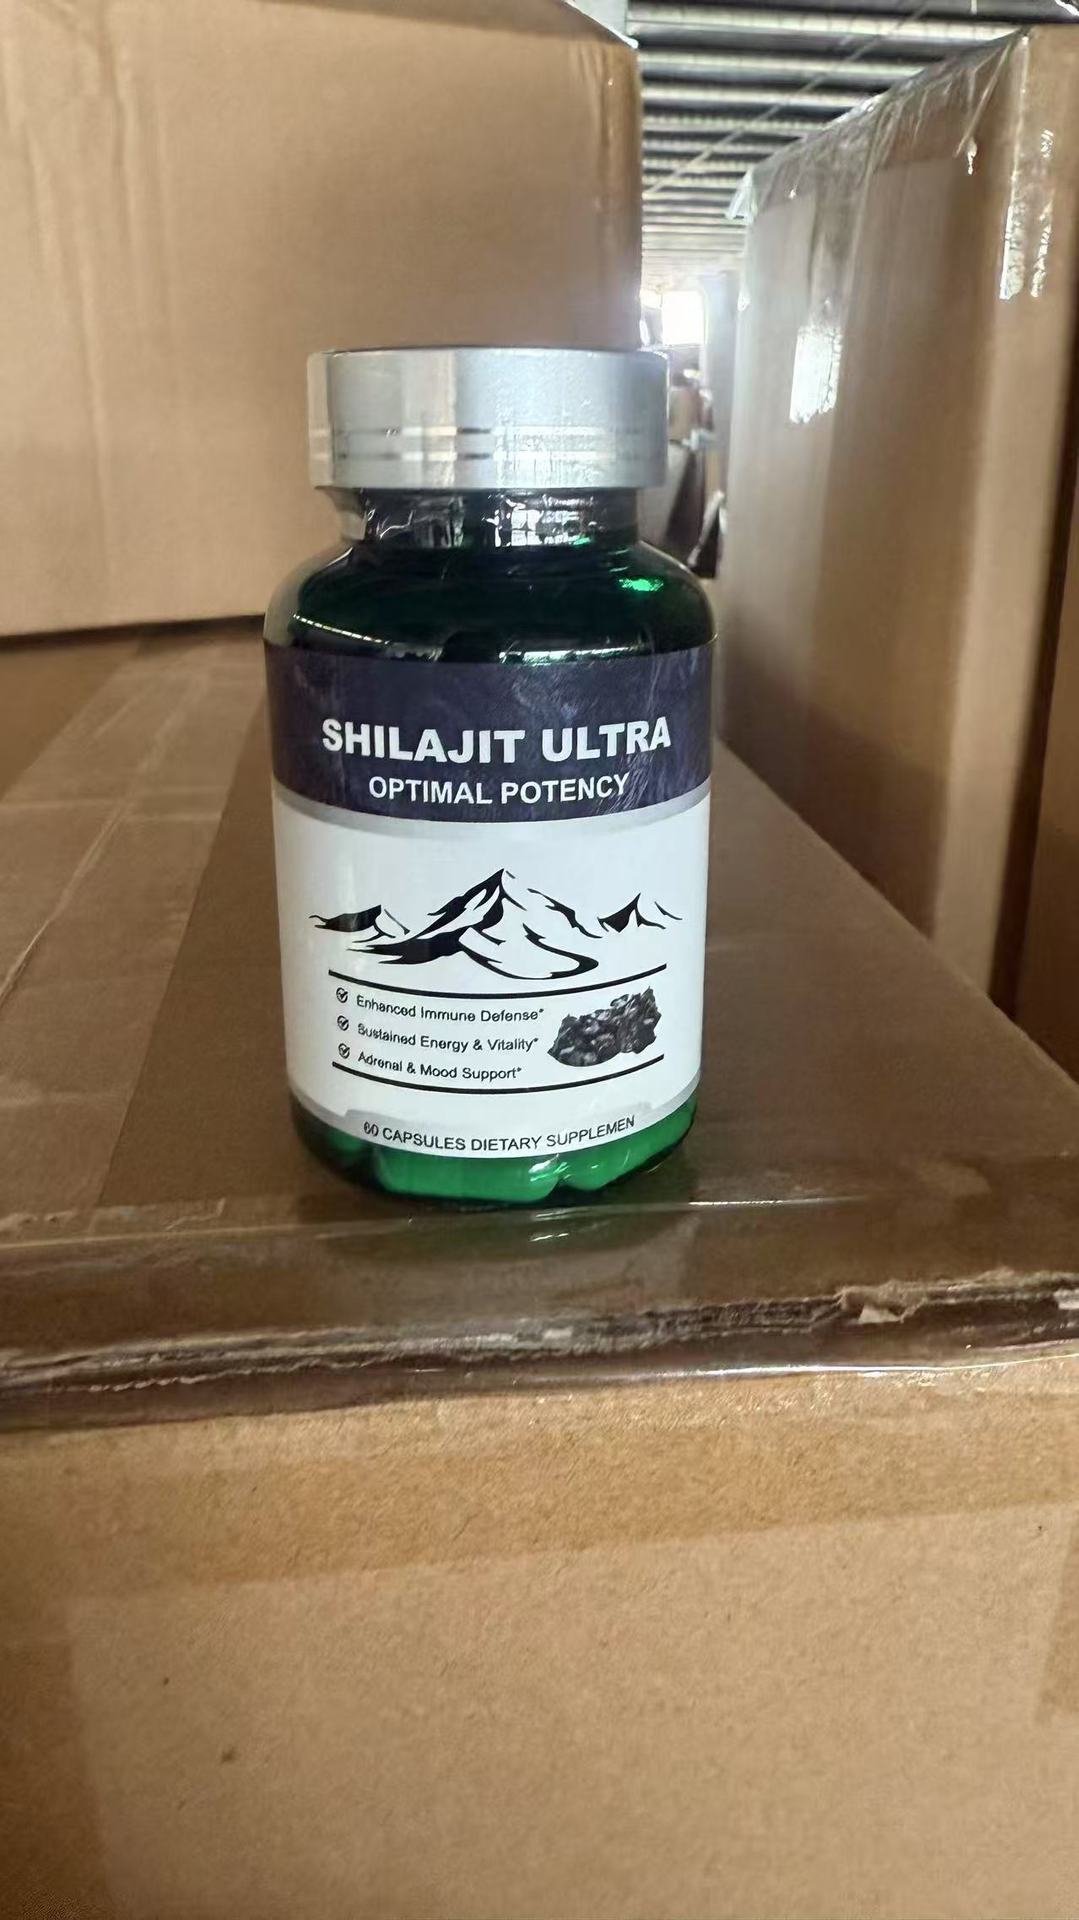 SHILAJIT ULTRA
OPTIMAL POTENCY
Enhanced Immune Defense*
Sustained Energy & Vitality*
Adrenal & Mood Support*
60 CAPSULES DIETARY SUPPLEMEN